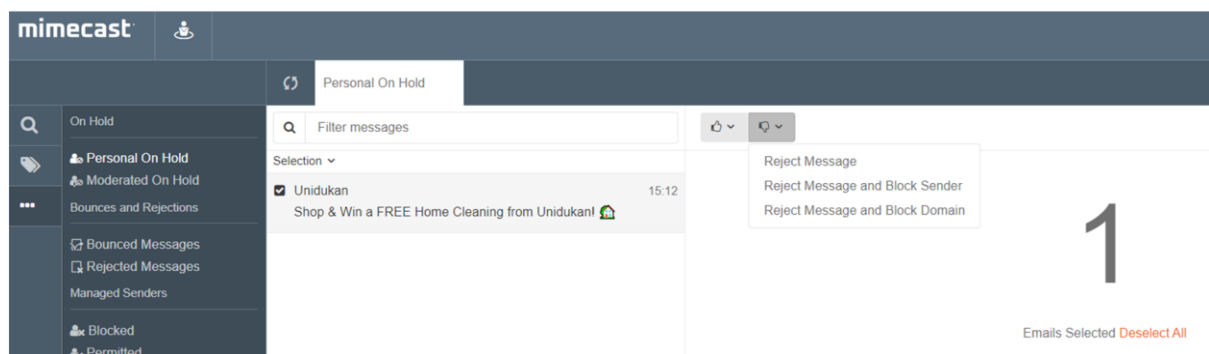 mimecast
Personal On Hold
On Hold
Personal On Hold
Moderated On Hold
Bounces and Rejections
Bounced Messages
Rejected Messages
Managed Senders
Blocked
Permitted
Filter messages
Selection
Unidukan 15:12
Shop & Win a FREE Home Cleaning from Unidukan! 🏡
Reject Message
Reject Message and Block Sender
Reject Message and Block Domain
1
Emails Selected Deselect All